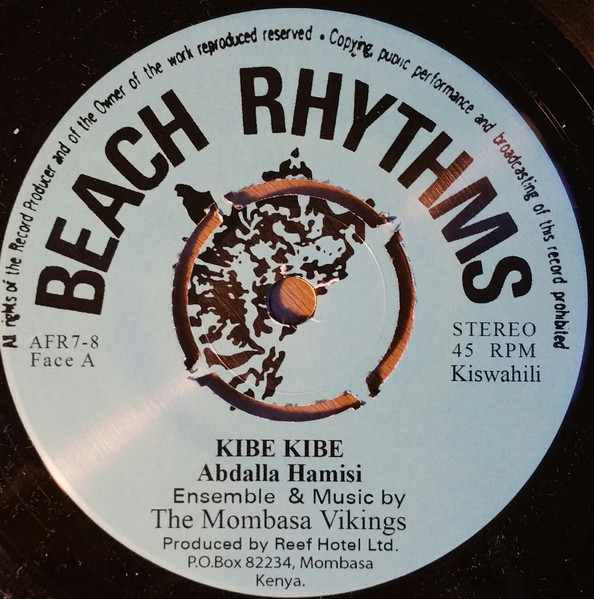 All rights of the Record Producer and of the Owner of the work reproduced reserved • Copying, public performance and broadcasting of this record prohibited
BEACH RHYTHMS
AFR7-8
Face A
STEREO
45 RPM
Kiswahili
KIBE KIBE
Abdalla Hamisi
Ensemble & Music by
The Mombasa Vikings
Produced by Reef Hotel Ltd.
P.O.Box 82234, Mombasa
Kenya.